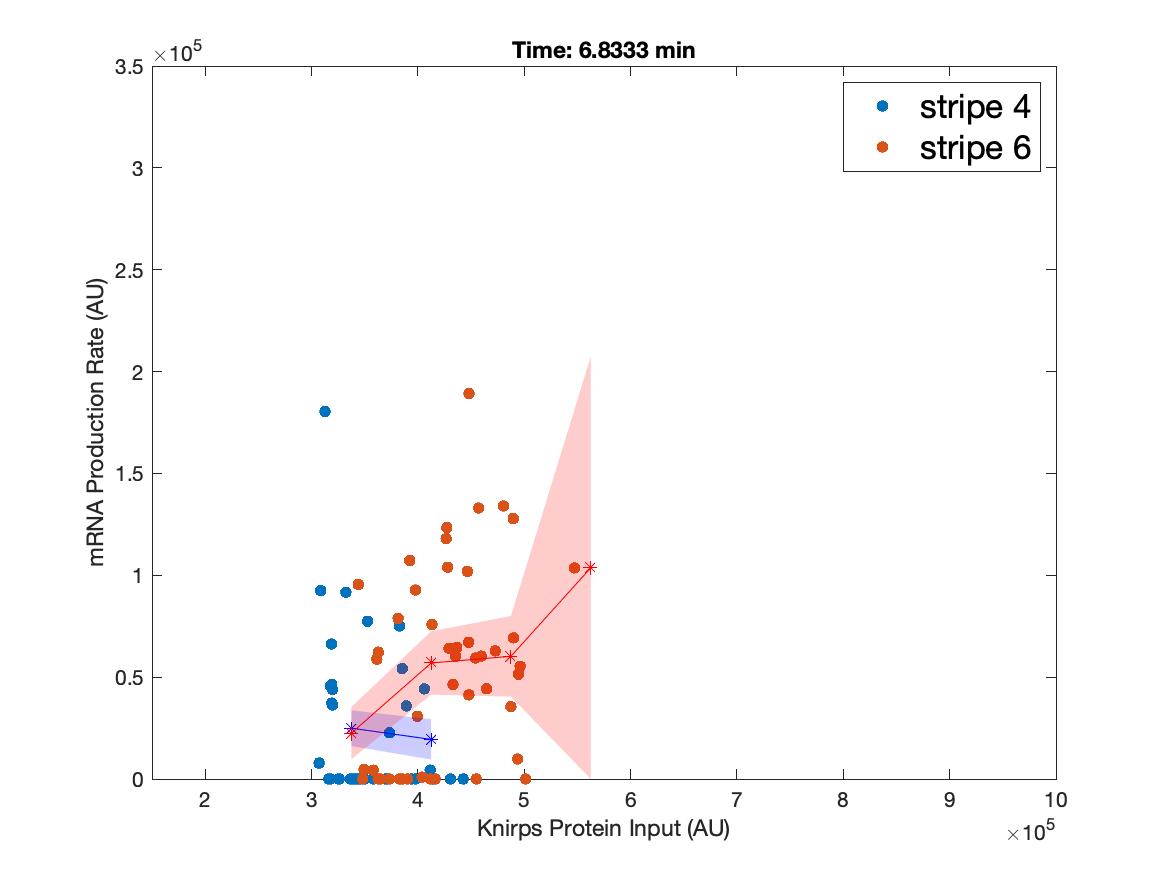 Time: 6.8333 min
×10^5
3.5
3
2.5
2
1.5
1
0.5
0
mRNA Production Rate (AU)
stripe 4
stripe 6
2 3 4 5 6 7 8 9 10
Knirps Protein Input (AU)
×10^5